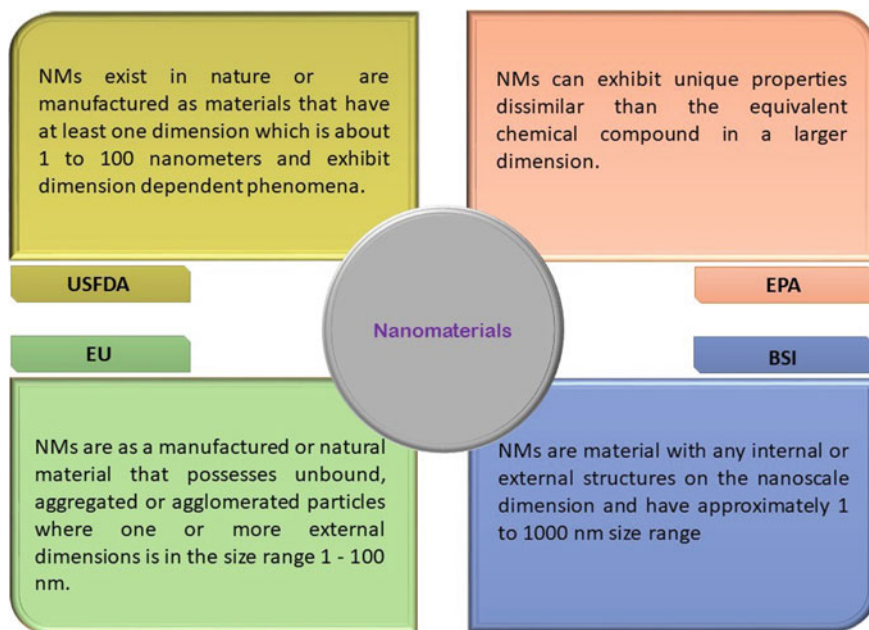 NMs exist in nature or are
manufactured as materials that have
at least one dimension which is about
1 to 100 nanometers and exhibit
dimension dependent phenomena.
USFDA
NMs can exhibit unique properties
dissimilar than the equivalent
chemical compound in a larger
dimension.
EPA
Nanomaterials
EU
NMs are as a manufactured or natural
material that possesses unbound,
aggregated or agglomerated particles
where one or more external
dimensions is in the size range 1 - 100
nm.
BSI
NMs are material with any internal or
external structures on the nanoscale
dimension and have approximately 1
to 1000 nm size range